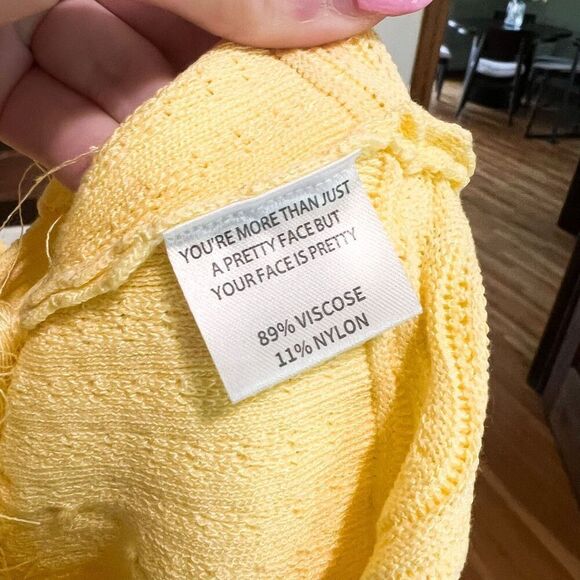 YOU'RE MORE THAN JUST
A PRETTY FACE BUT
YOUR FACE IS PRETTY
89% VISCOSE
11% NYLON